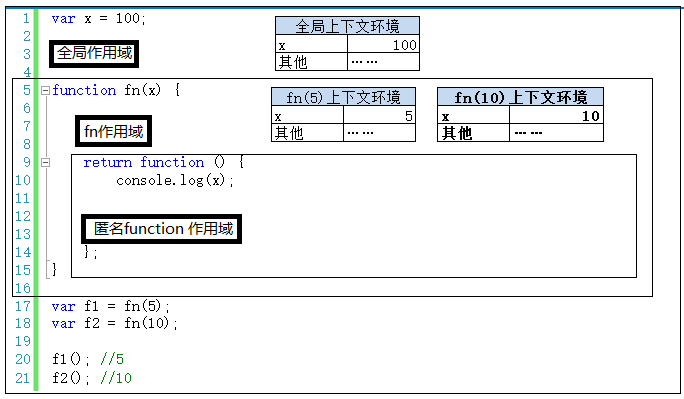 1 var x = 100;
2
3 全局作用域
4
全局上下文环境
x 100
其他 ……
5 function fn(x) {
6
7 fn作用域
8
fn(5)上下文环境
x 5
其他 ……
fn(10)上下文环境
x 10
其他 ……
9 return function () {
10 console.log(x);
11
12
13 匿名function 作用域
14 };
15 }
16
17 var f1 = fn(5);
18 var f2 = fn(10);
19
20 f1(); //5
21 f2(); //10